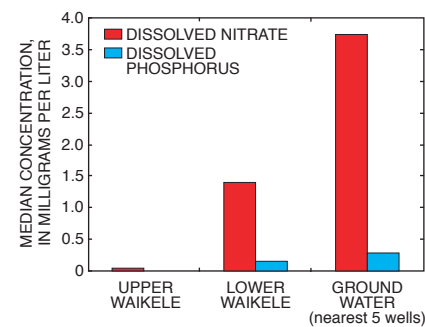 MEDIAN CONCENTRATION,
IN MILLIGRAMS PER LITER
4.0
3.5
3.0
2.5
2.0
1.5
1.0
0.5
0
DISSOLVED NITRATE
DISSOLVED
PHOSPHORUS
UPPER
WAIKELE
LOWER
WAIKELE
GROUND
WATER
(nearest 5 wells)